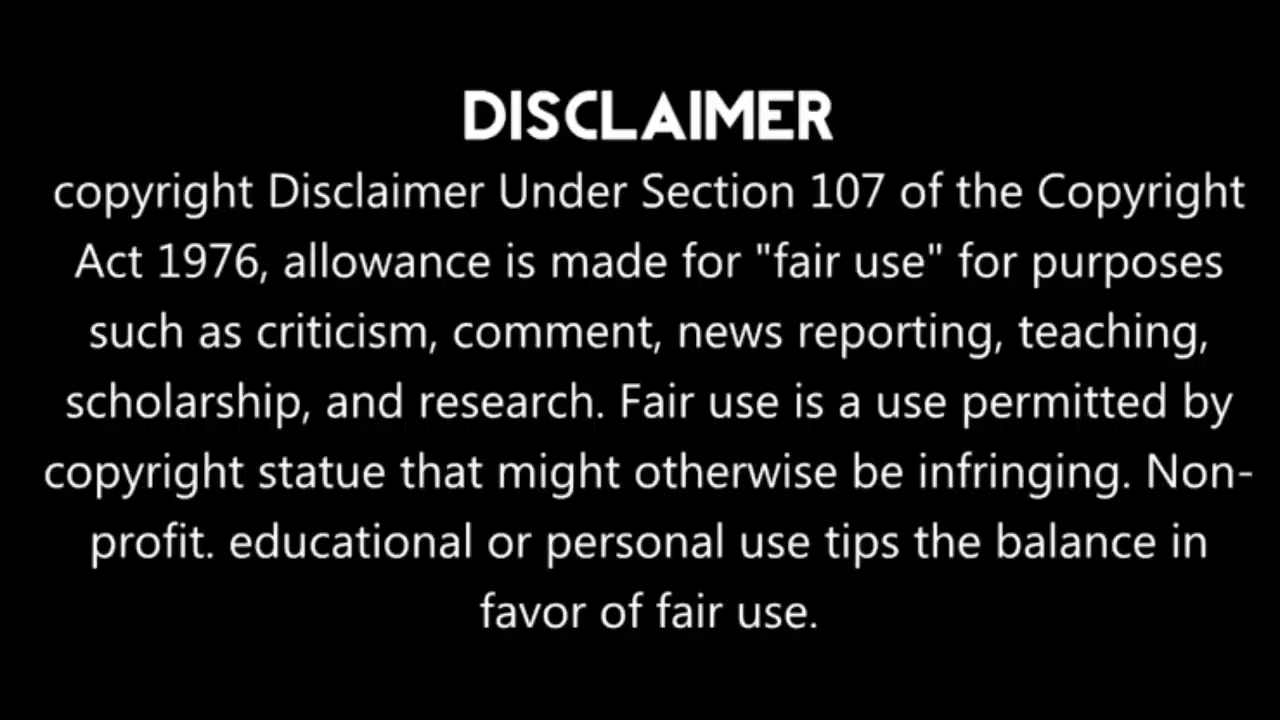 DISCLAIMER
copyright Disclaimer Under Section 107 of the Copyright
Act 1976, allowance is made for "fair use" for purposes
such as criticism, comment, news reporting, teaching,
scholarship, and research. Fair use is a use permitted by
copyright statue that might otherwise be infringing. Non-
profit. educational or personal use tips the balance in
favor of fair use.